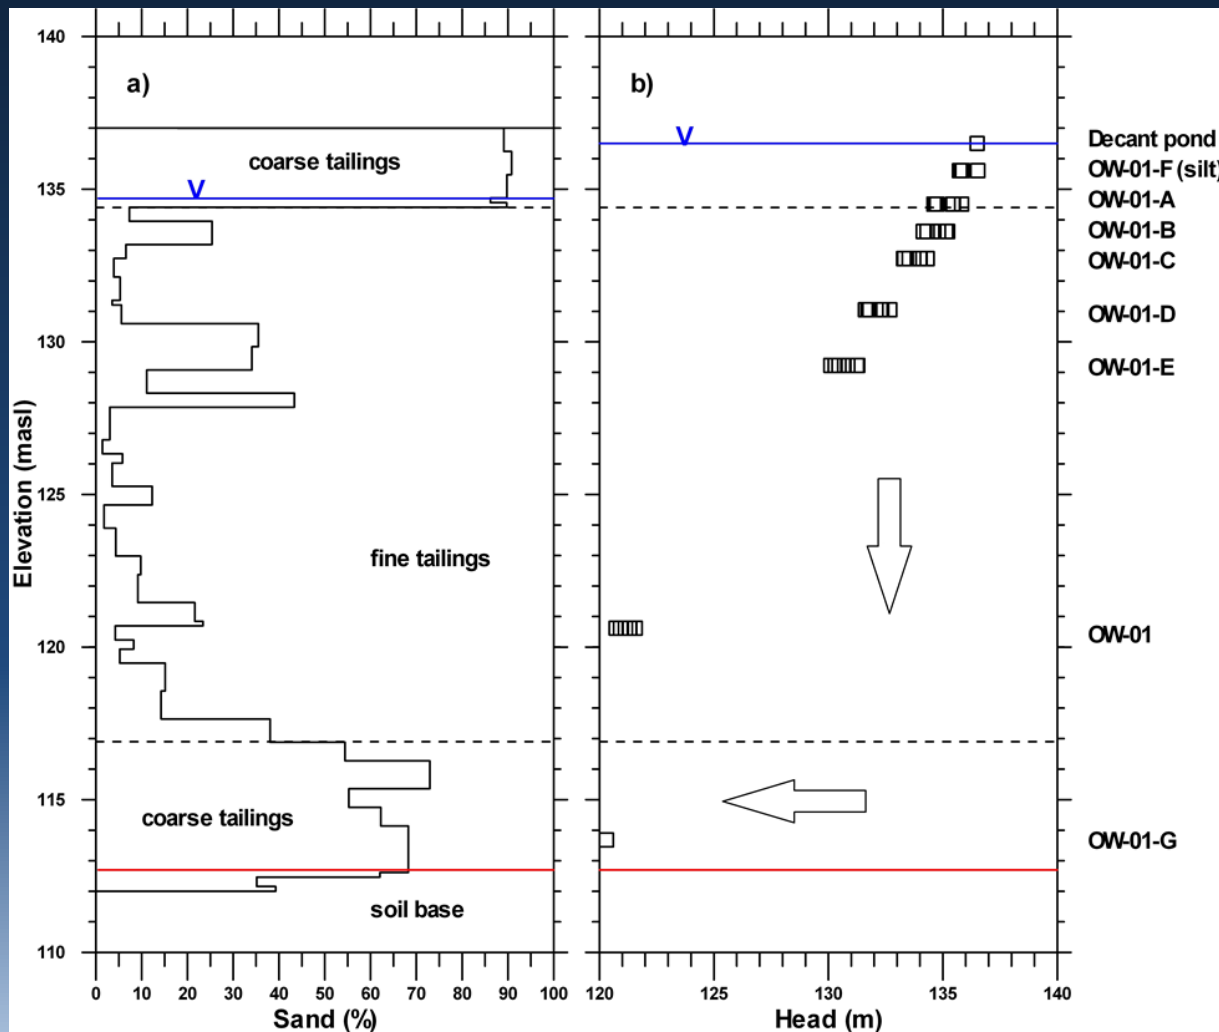 a)
b)
140
135
130
125
120
115
110
Elevation (masl)
V
coarse tailings
V
fine tailings
coarse tailings
soil base
0 10 20 30 40 50 60 70 80 90 100
Sand (%)
120 125 130 135 140
Head (m)
Decant pond
OW-01-F (silt)
OW-01-A
OW-01-B
OW-01-C
OW-01-D
OW-01-E
OW-01
OW-01-G